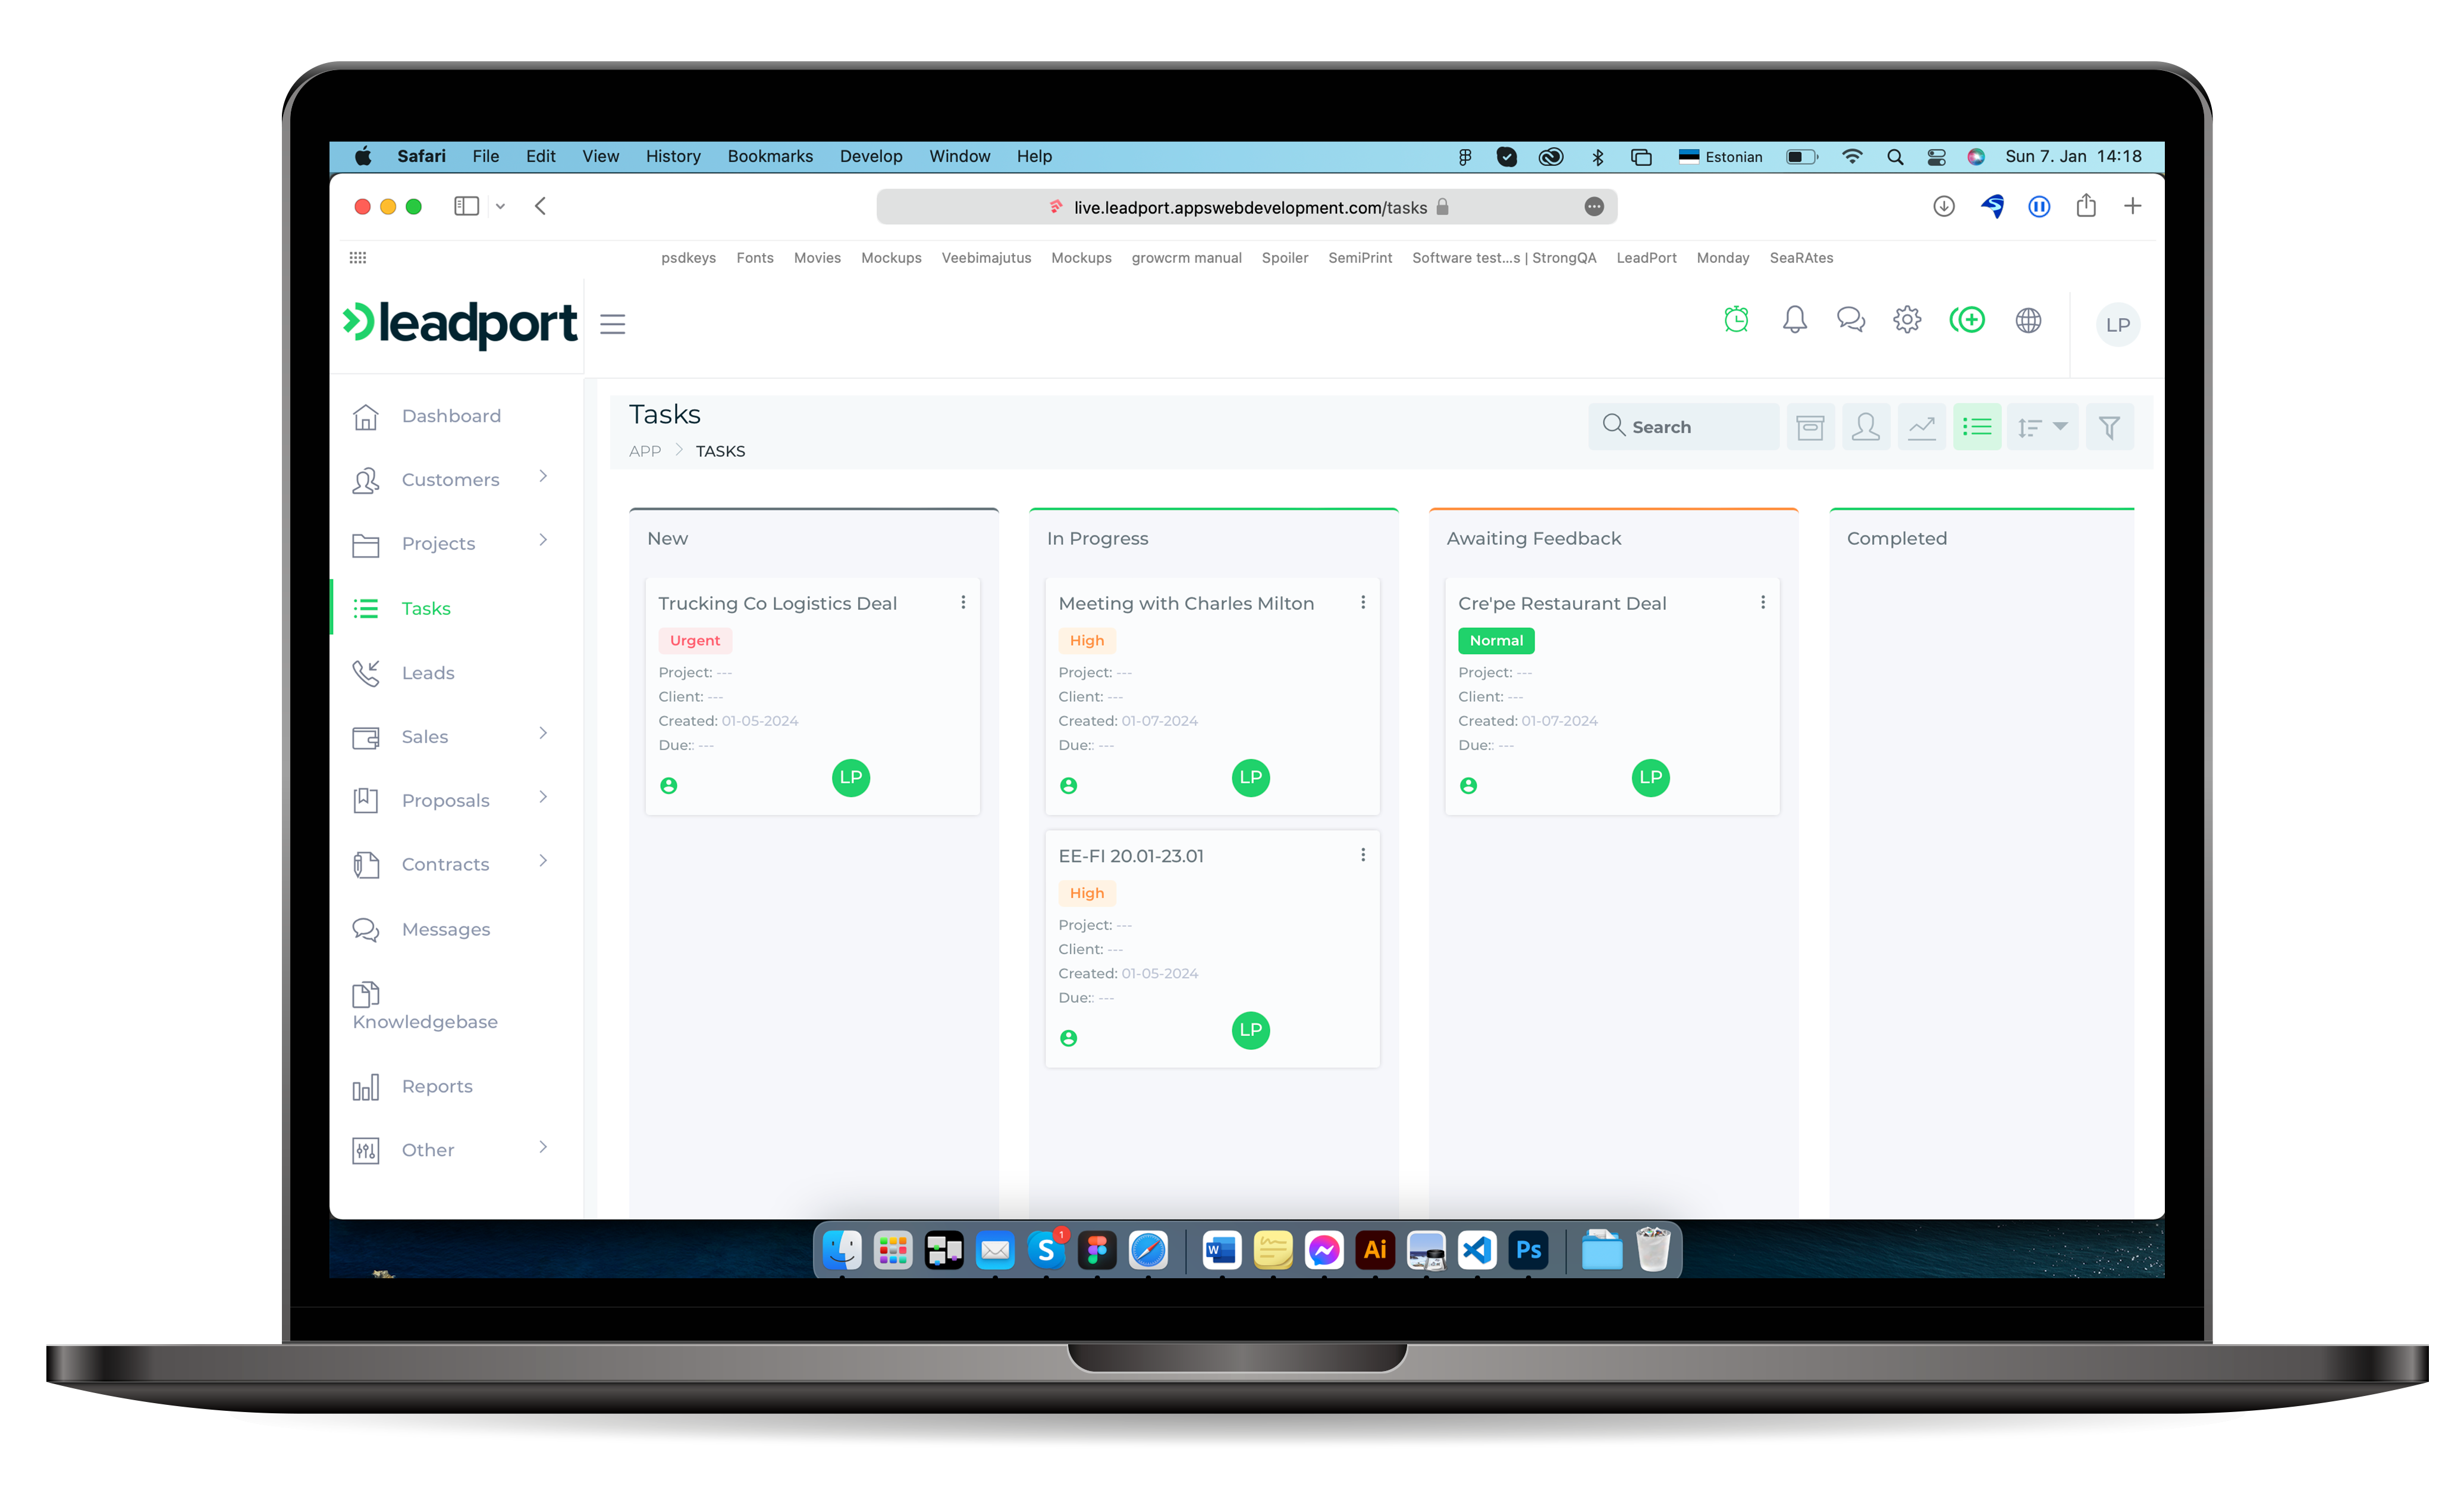 Safari File Edit View History Bookmarks Develop Window Help Estonian Sun 7. Jan 14:18
live.leadport.appswebdevelopment.com/tasks
psdkeys Fonts Movies Mockups Veebimajutus Mockups growcrm manual Spoiler SemiPrint Software test...s | StrongQA LeadPort Monday SeaRAtes
leadport
LP
Dashboard
Customers
Projects
Tasks
Leads
Sales
Proposals
Contracts
Messages
Knowledgebase
Reports
Other
Tasks
APP > TASKS
Search
New
Trucking Co Logistics Deal
Urgent
Project: ---
Client: ---
Created: 01-05-2024
Due:: ---
LP
In Progress
Meeting with Charles Milton
High
Project: ---
Client: ---
Created: 01-07-2024
Due:: ---
LP
EE-FI 20.01-23.01
High
Project: ---
Client: ---
Created: 01-05-2024
Due:: ---
LP
Awaiting Feedback
Cre'pe Restaurant Deal
Normal
Project: ---
Client: ---
Created: 01-07-2024
Due:: ---
LP
Completed
S 1 W Ai Ps